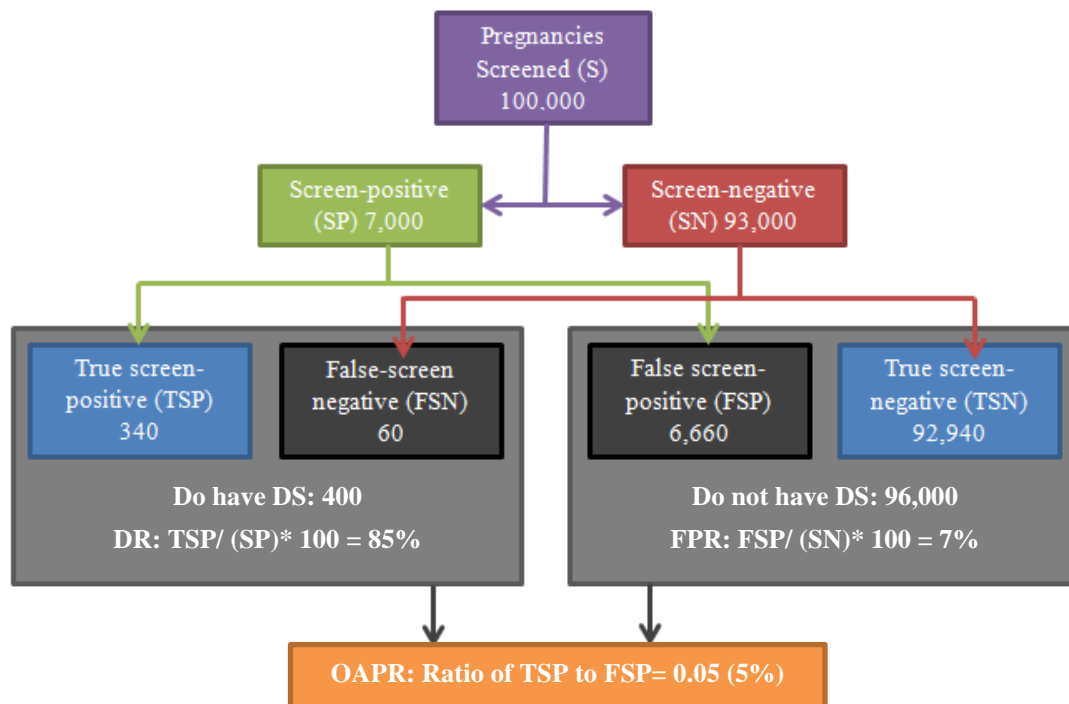 Pregnancies
Screened (S)
100,000
Screen-positive
(SP) 7,000
Screen-negative
(SN) 93,000
True screen-
positive (TSP)
340
False-screen
negative (FSN)
60
False screen-
positive (FSP)
6,660
True screen-
negative (TSN)
92,940
Do have DS: 400
DR: TSP/ (SP)* 100 = 85%
Do not have DS: 96,000
FPR: FSP/ (SN)* 100 = 7%
OAPR: Ratio of TSP to FSP= 0.05 (5%)